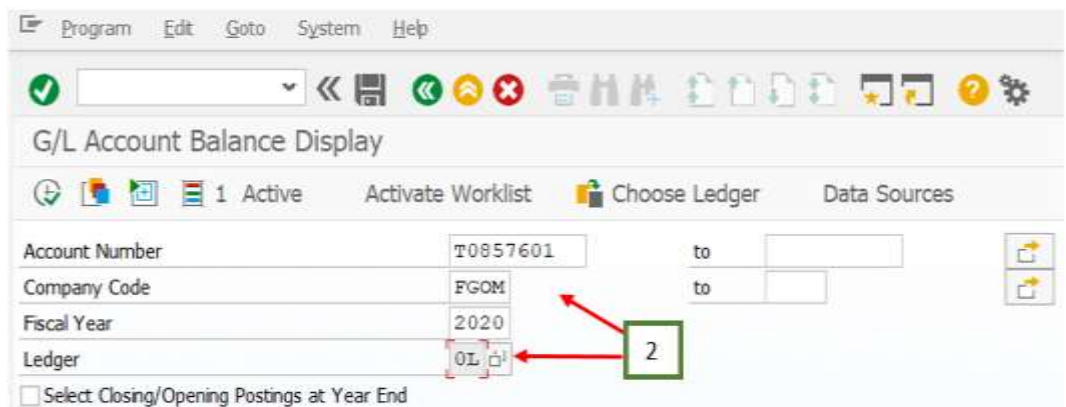 Program Edit Goto System Help
G/L Account Balance Display
1 Active Activate Worklist Choose Ledger Data Sources
Account Number T0857601 to
Company Code FGOM to
Fiscal Year 2020
Ledger 0L
2
Select Closing/Opening Postings at Year End